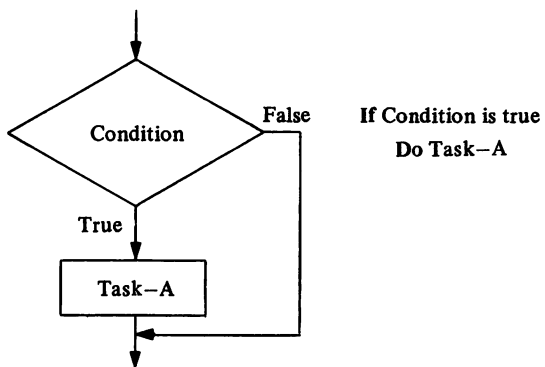 Condition
False
True
Task–A
If Condition is true
Do Task–A